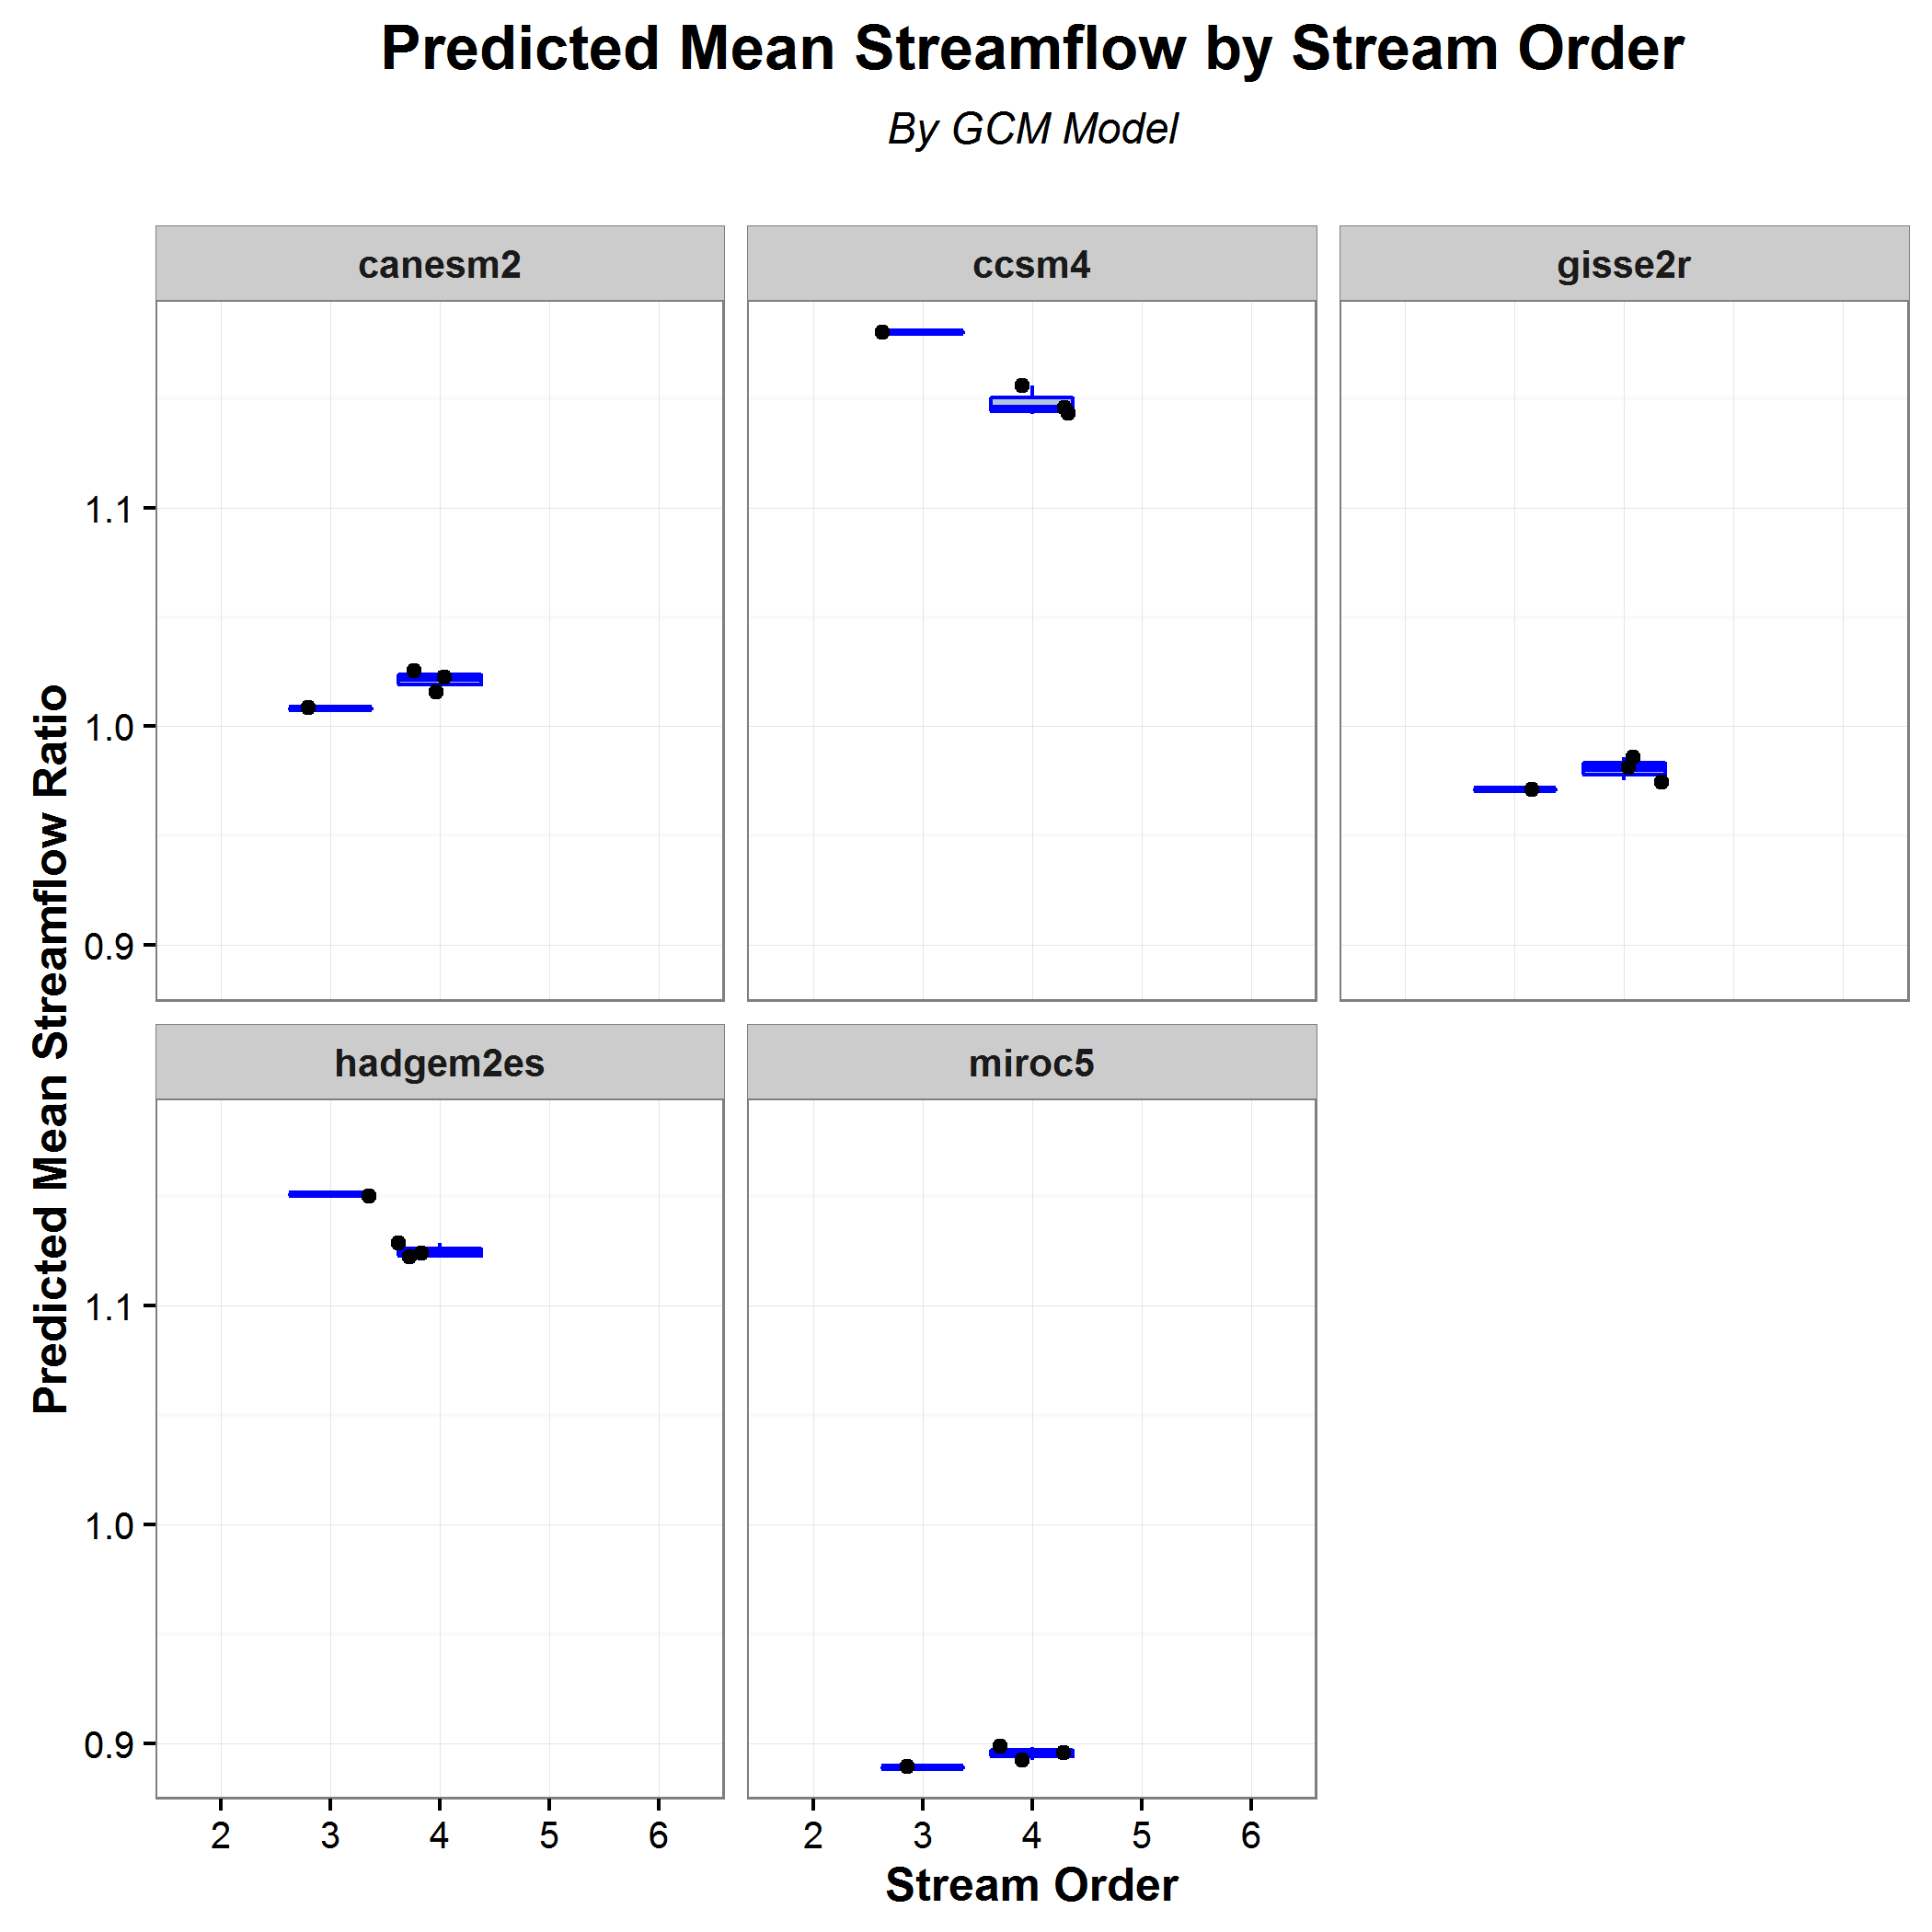 Predicted Mean Streamflow by Stream Order
By GCM Model
canesm2
ccsm4
gisse2r
1.1
1.0
0.9
Predicted Mean Streamflow Ratio
hadgem2es
miroc5
1.1
1.0
0.9
2 3 4 5 6
2 3 4 5 6
Stream Order